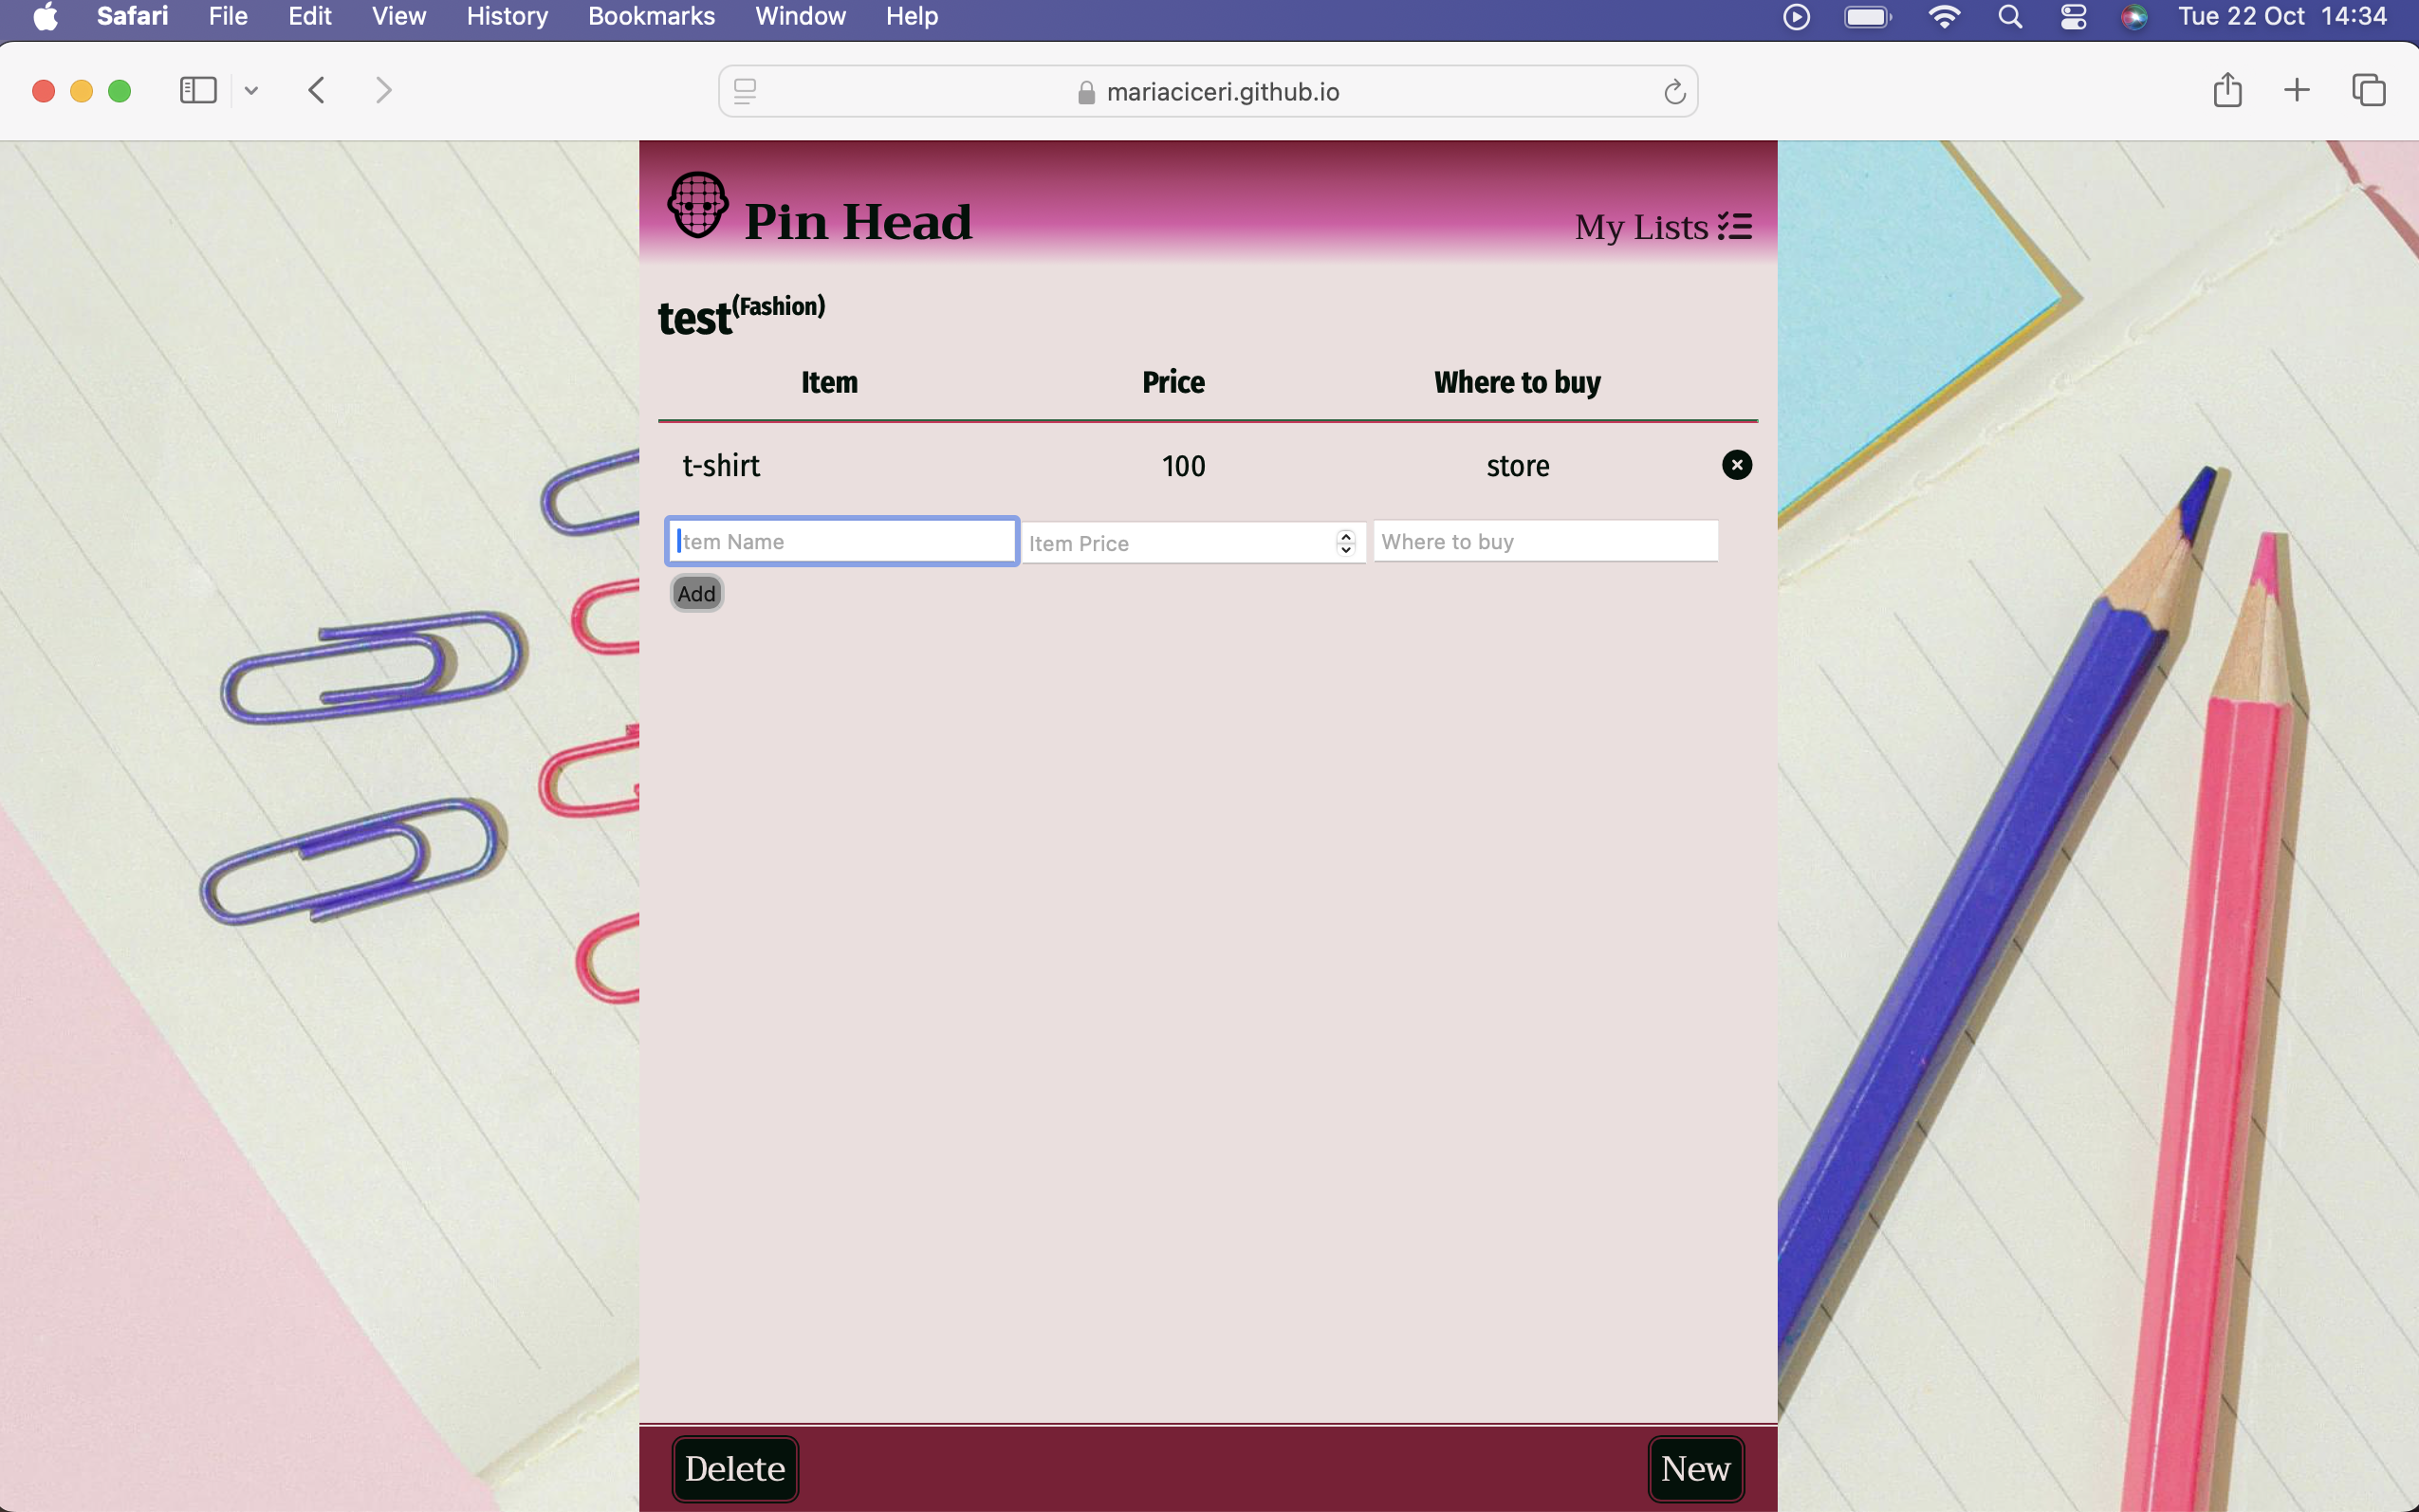 Safari File Edit View History Bookmarks Window Help Tue 22 Oct 14:34
mariaciceri.github.io
Pin Head My Lists
test(Fashion)
Item Price Where to buy
t-shirt 100 store
Item Name Item Price Where to buy
Add
Delete New